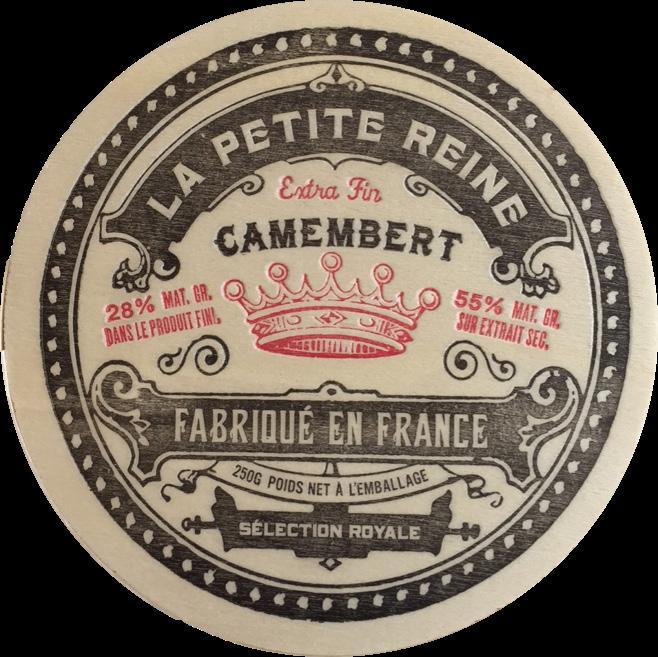 LA PETITE REINE
Extra Fin
CAMEMBERT
28% MAT. GR.
DANS LE PRODUIT FINI.
55% MAT. GR.
SUR EXTRAIT SEC.
FABRIQUÉ EN FRANCE
250G POIDS NET À L'EMBALLAGE
SÉLECTION ROYALE